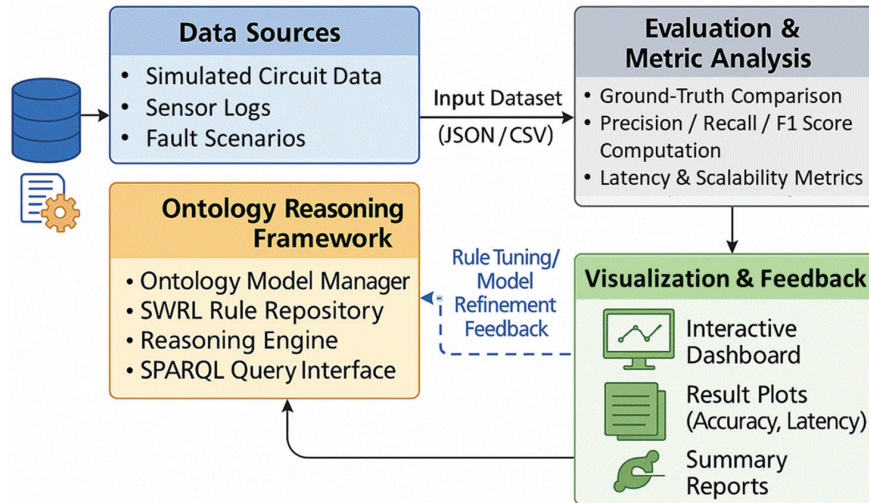 Data Sources
• Simulated Circuit Data
• Sensor Logs
• Fault Scenarios
Input Dataset
(JSON/CSV)
Evaluation &
Metric Analysis
• Ground-Truth Comparison
• Precision / Recall / F1 Score
Computation
• Latency & Scalability Metrics
Ontology Reasoning
Framework
• Ontology Model Manager
• SWRL Rule Repository
• Reasoning Engine
• SPARQL Query Interface
Rule Tuning/
Model
Refinement
Feedback
Visualization & Feedback
Interactive
Dashboard
Result Plots
(Accuracy, Latency)
Summary
Reports